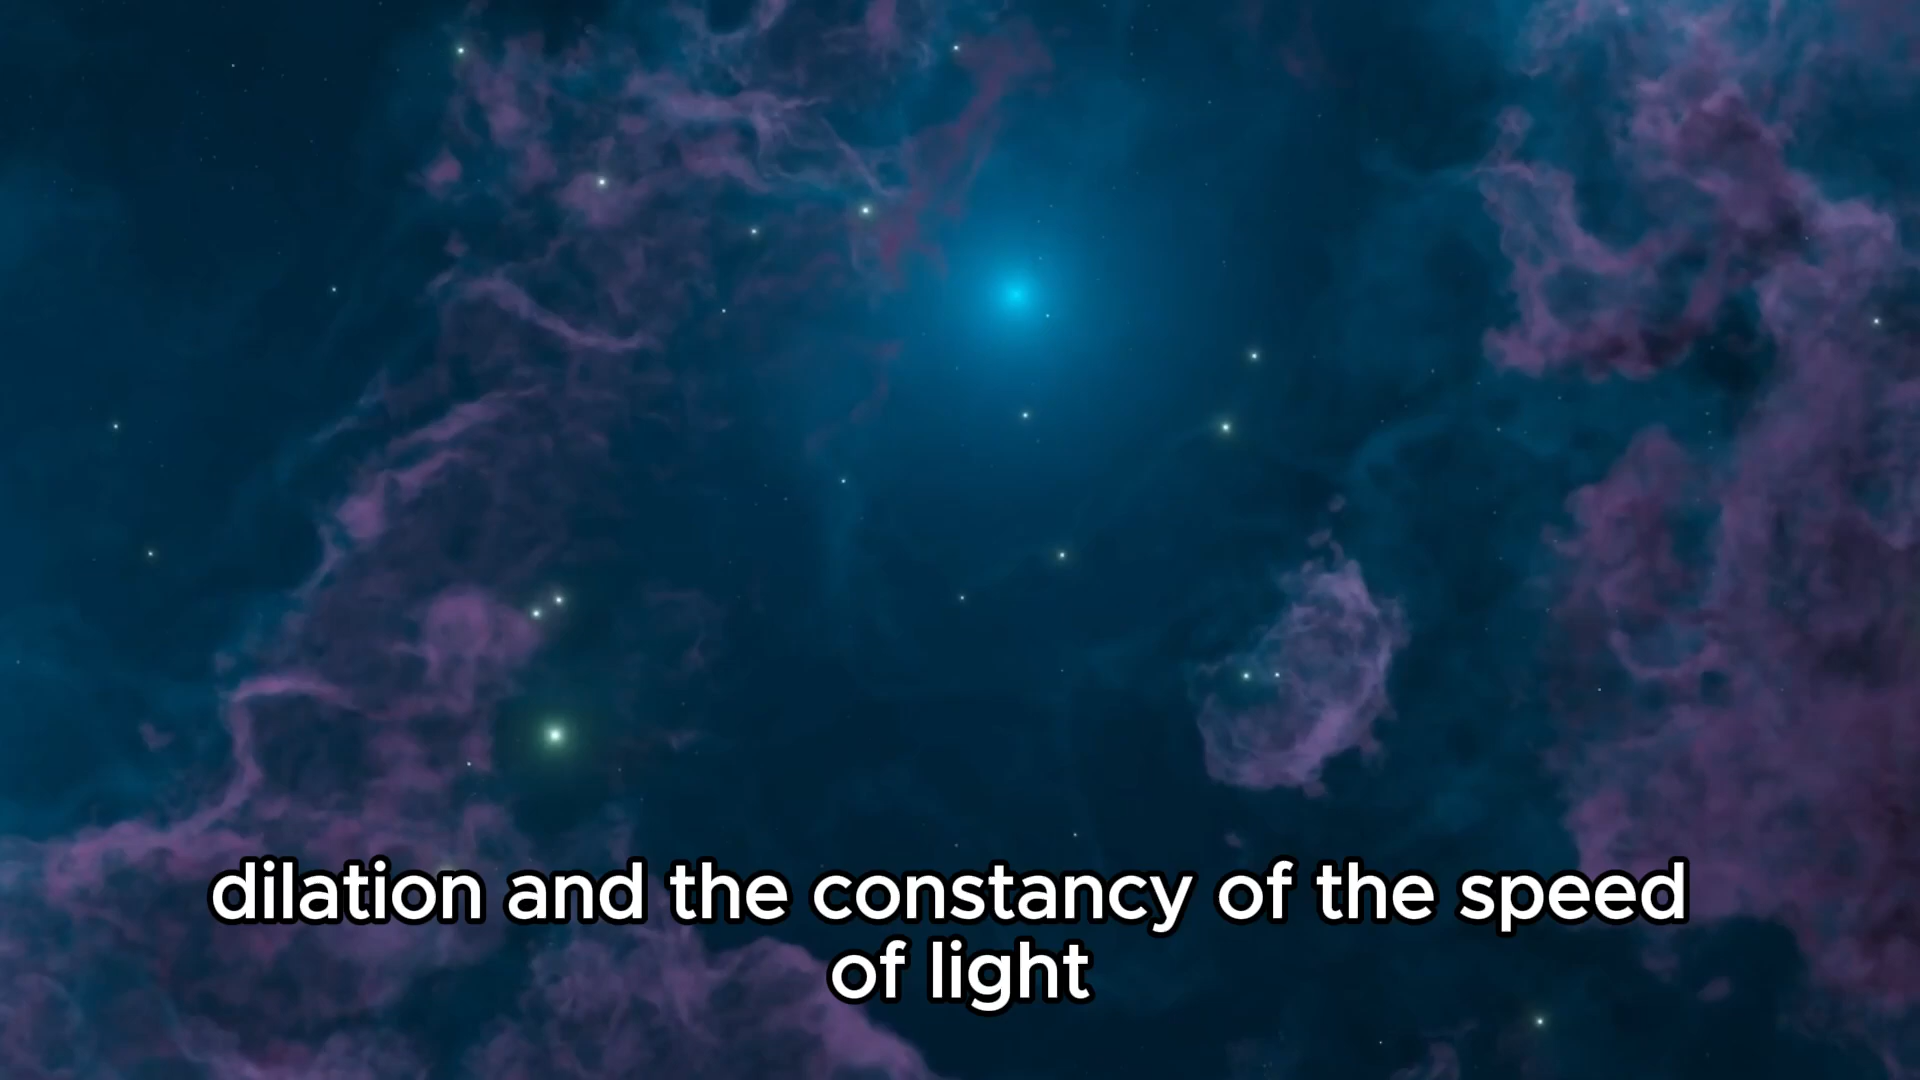 dilation and the constancy of the speed
of light